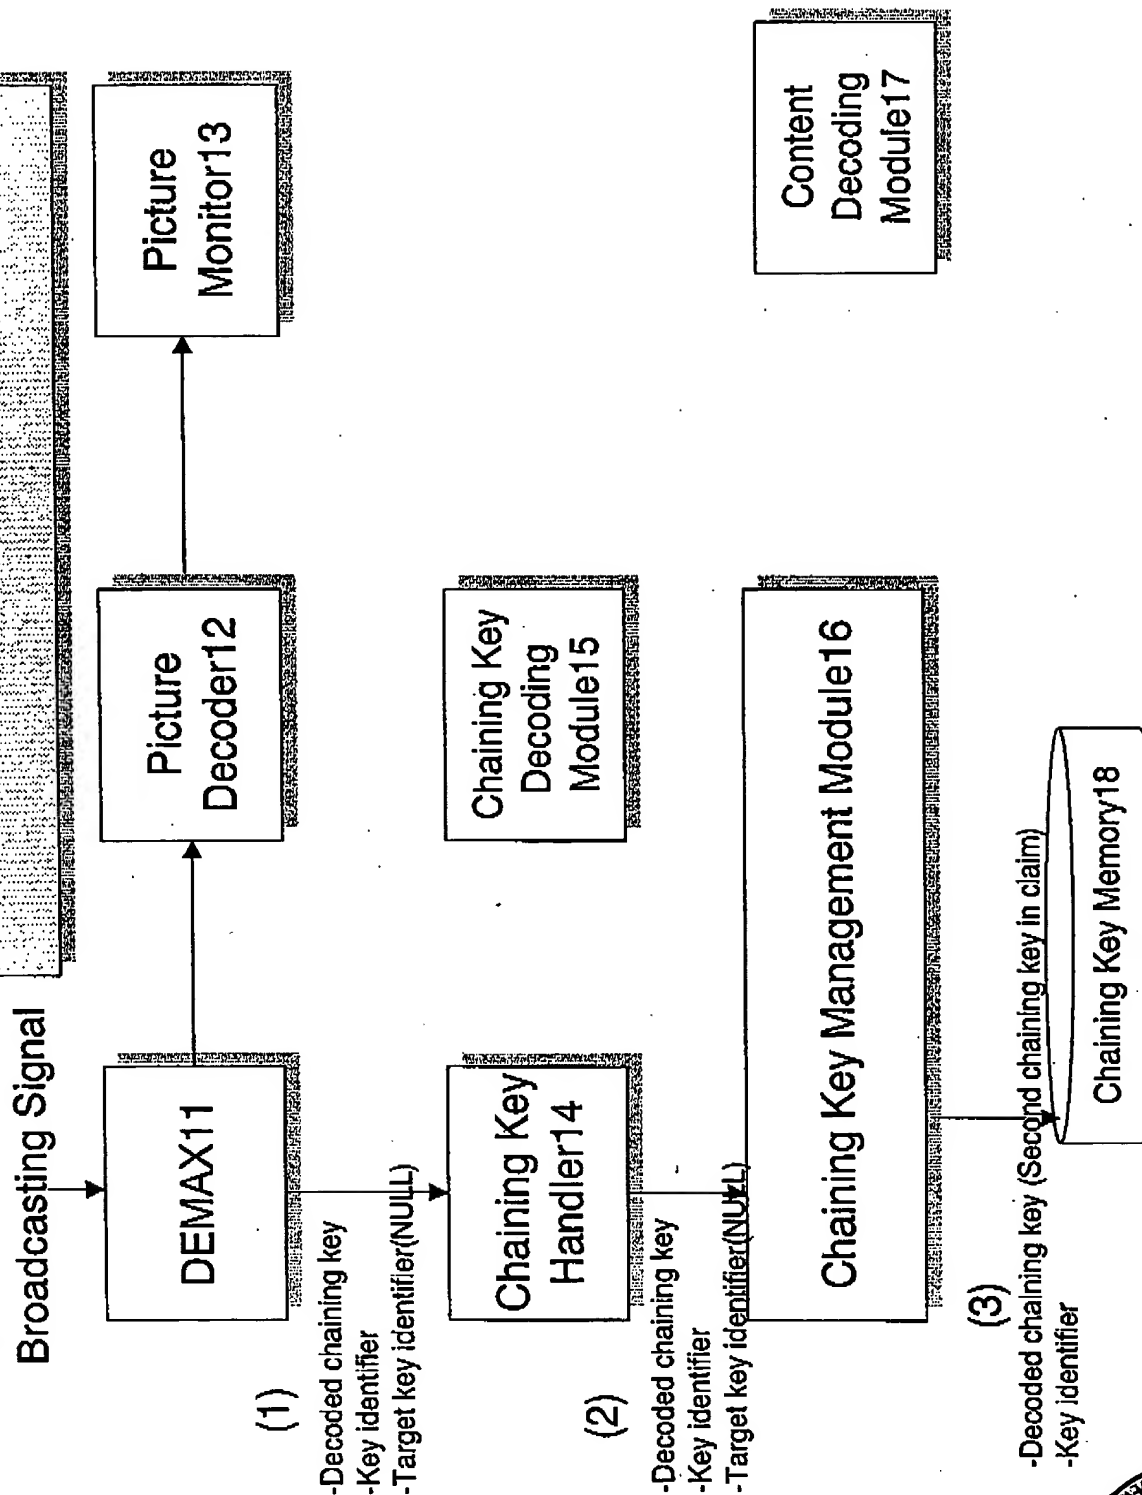 Broadcasting Signal
DEMAX11
Picture
Decoder12
Picture
Monitor13
(1)
-Decoded chaining key
-Key identifier
-Target key identifier(NULL)
Chaining Key
Handler14
Chaining Key
Decoding
Module15
(2)
-Decoded chaining key
-Key identifier
-Target key identifier(NULL)
Chaining Key Management Module16
Content
Decoding
Module17
(3)
-Decoded chaining key (Second chaining key in claim)
-Key identifier
Chaining Key Memory18